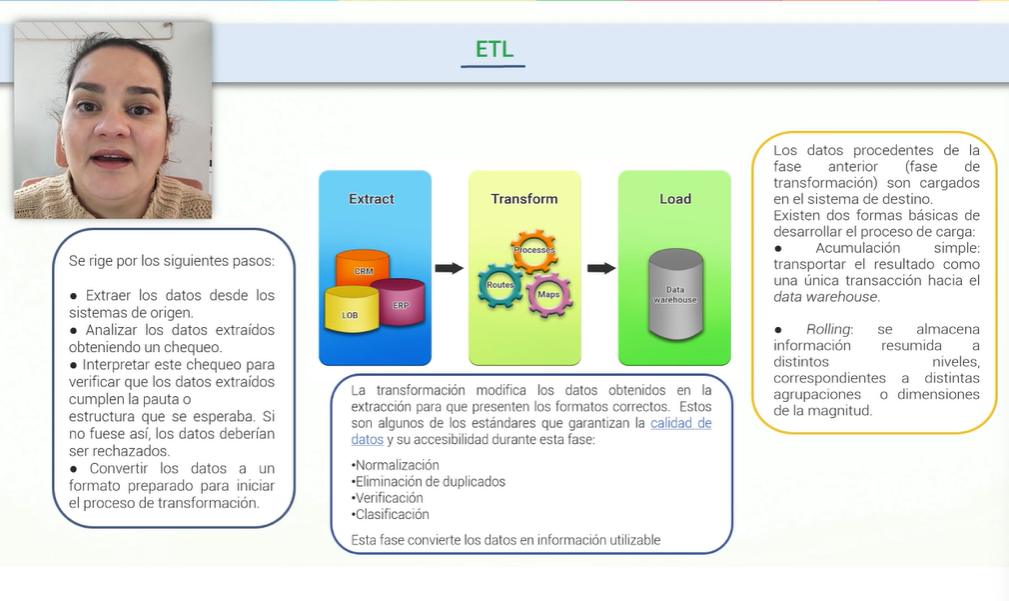 ETL
Se rige por los siguientes pasos:
● Extraer los datos desde los
sistemas de origen.
● Analizar los datos extraídos
obteniendo un chequeo.
● Interpretar este chequeo para
verificar que los datos extraídos
cumplen la pauta o
estructura que se esperaba. Si
no fuese así, los datos deberían
ser rechazados.
● Convertir los datos a un
formato preparado para iniciar
el proceso de transformación.
Extract
CRM
LOB
ERP
Transform
Processes
Routes
Maps
Load
Data
warehouse
La transformación modifica los datos obtenidos en la
extracción para que presenten los formatos correctos. Estos
son algunos de los estándares que garantizan la calidad de
datos y su accesibilidad durante esta fase:
•Normalización
•Eliminación de duplicados
•Verificación
•Clasificación
Esta fase convierte los datos en información utilizable
Los datos procedentes de la
fase anterior (fase de
transformación) son cargados
en el sistema de destino.
Existen dos formas básicas de
desarrollar el proceso de carga:
● Acumulación simple:
transportar el resultado como
una única transacción hacia el
data warehouse.
● Rolling: se almacena
información resumida a
distintos niveles,
correspondientes a distintas
agrupaciones o dimensiones
de la magnitud.